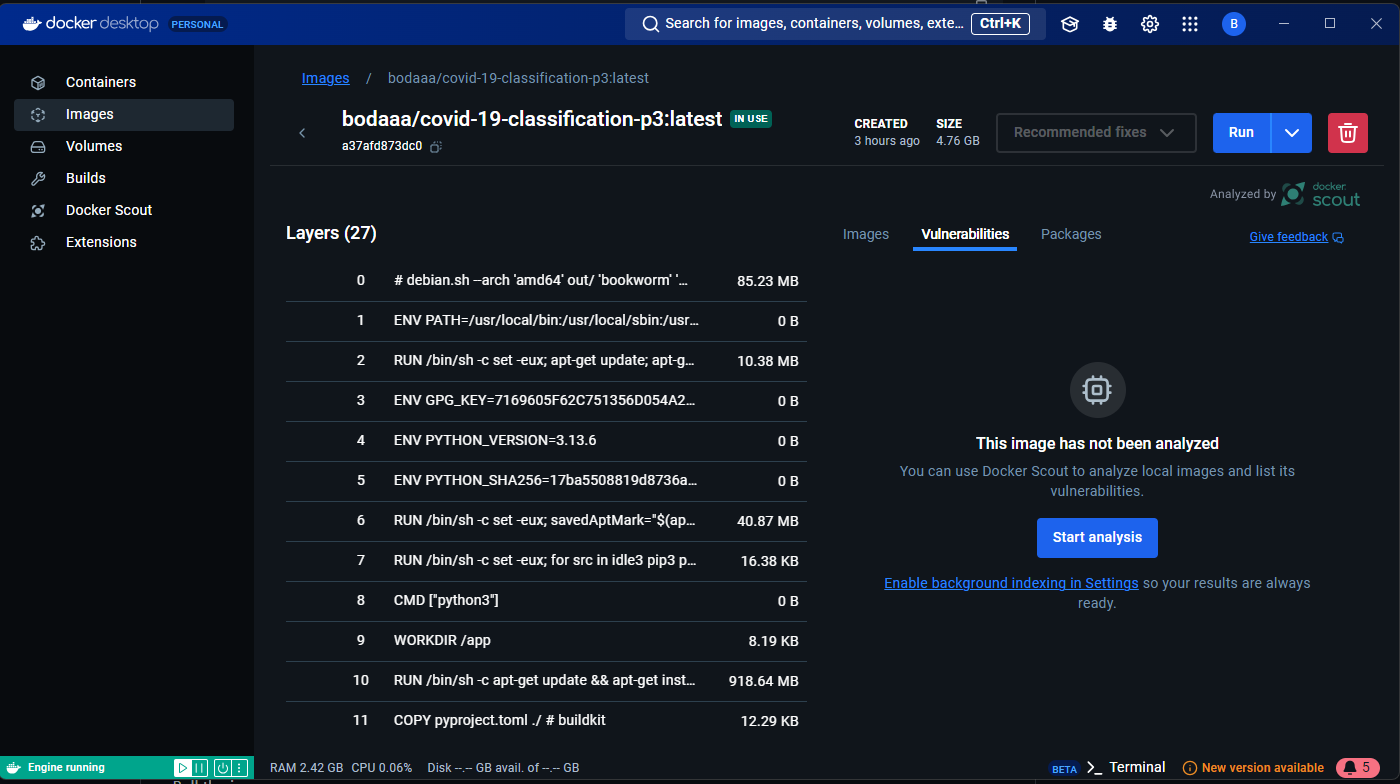 docker desktop PERSONAL
Search for images, containers, volumes, exte... Ctrl+K
B
Containers
Images
Volumes
Builds
Docker Scout
Extensions
Images / bodaaa/covid-19-classification-p3:latest
bodaaa/covid-19-classification-p3:latest IN USE
a37afd873dc0
CREATED
3 hours ago
SIZE
4.76 GB
Recommended fixes
Run
Analyzed by docker scout
Layers (27)
Images
Vulnerabilities
Packages
Give feedback
0 # debian.sh --arch 'amd64' out/ 'bookworm' '... 85.23 MB
1 ENV PATH=/usr/local/bin:/usr/local/sbin:/usr... 0 B
2 RUN /bin/sh -c set -eux; apt-get update; apt-g... 10.38 MB
3 ENV GPG_KEY=7169605F62C751356D054A2... 0 B
4 ENV PYTHON_VERSION=3.13.6 0 B
5 ENV PYTHON_SHA256=17ba5508819d8736a... 0 B
6 RUN /bin/sh -c set -eux; savedAptMark="$(ap... 40.87 MB
7 RUN /bin/sh -c set -eux; for src in idle3 pip3 p... 16.38 KB
8 CMD ["python3"] 0 B
9 WORKDIR /app 8.19 KB
10 RUN /bin/sh -c apt-get update && apt-get inst... 918.64 MB
11 COPY pyproject.toml ./ # buildkit 12.29 KB
This image has not been analyzed
You can use Docker Scout to analyze local images and list its
vulnerabilities.
Start analysis
Enable background indexing in Settings so your results are always
ready.
Engine running
RAM 2.42 GB CPU 0.06% Disk --.-- GB avail. of --.-- GB
BETA >_ Terminal
New version available
5